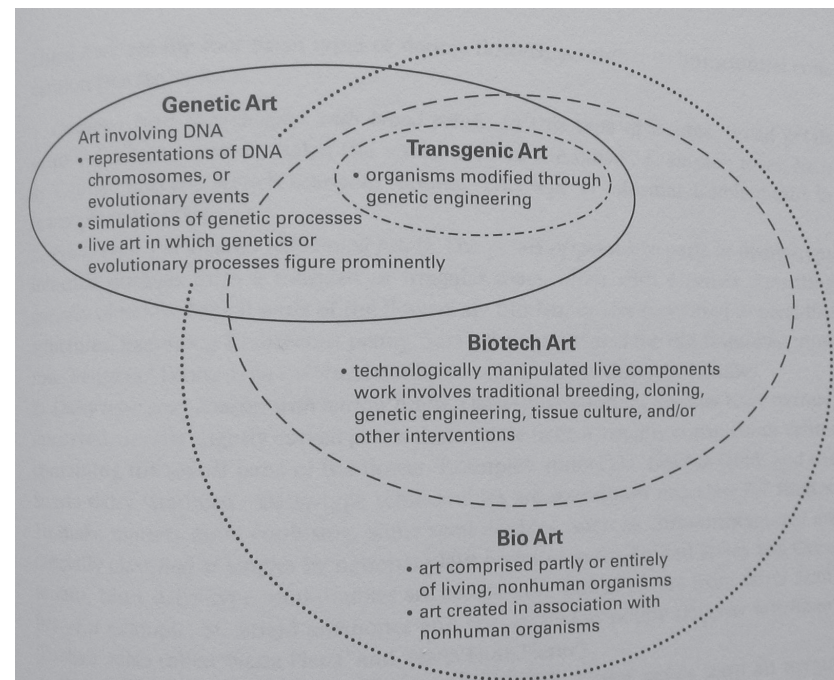 Genetic Art
Art involving DNA
• representations of DNA
chromosomes, or
evolutionary events
• simulations of genetic processes
• live art in which genetics or
evolutionary processes figure prominently
Transgenic Art
• organisms modified through
genetic engineering
Biotech Art
• technologically manipulated live components
work involves traditional breeding, cloning,
genetic engineering, tissue culture, and/or
other interventions
Bio Art
• art comprised partly or entirely
of living, nonhuman organisms
• art created in association with
nonhuman organisms